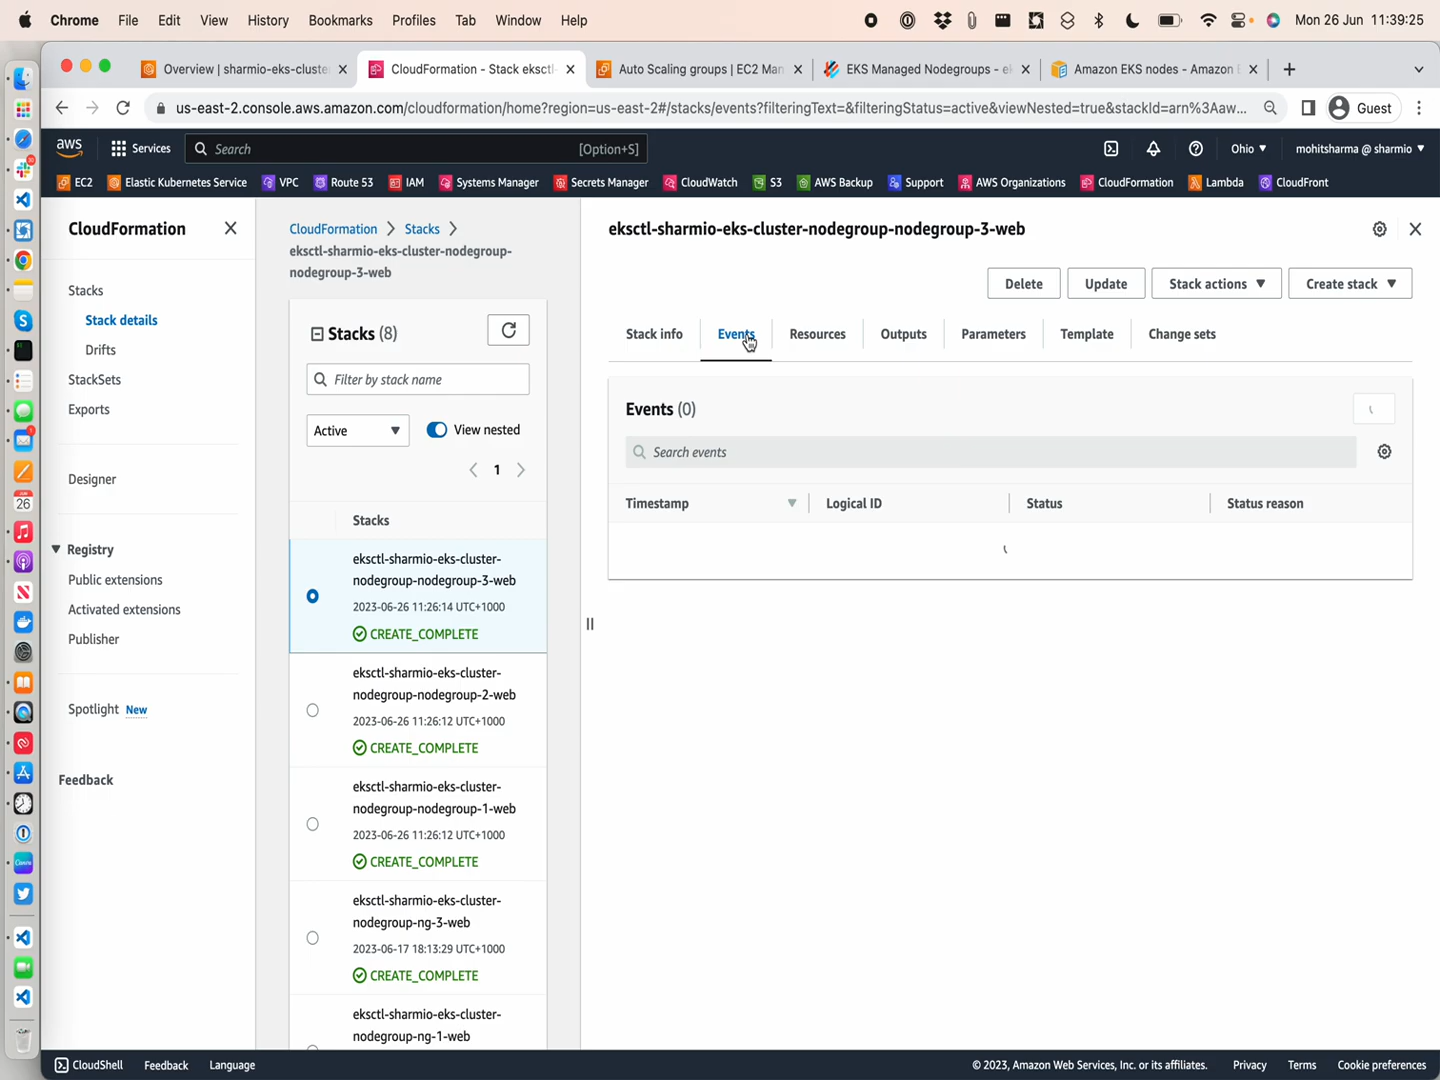 Chrome File Edit View History Bookmarks Profiles Tab Window Help Mon 26 Jun 11:39:25
Overview | sharmio-eks-cluste
CloudFormation - Stack eksctl-
Auto Scaling groups | EC2 Man
EKS Managed Nodegroups - ek
Amazon EKS nodes - Amazon E
us-east-2.console.aws.amazon.com/cloudformation/home?region=us-east-2#/stacks/events?filteringText=&filteringStatus=active&viewNested=true&stackId=arn%3Aaw...
Guest
aws Services Search [Option+S] Ohio mohitsharma @ sharmio
EC2 Elastic Kubernetes Service VPC Route 53 IAM Systems Manager Secrets Manager CloudWatch S3 AWS Backup Support AWS Organizations CloudFormation Lambda CloudFront
CloudFormation
Stacks
Stack details
Drifts
StackSets
Exports
Designer
Registry
Public extensions
Activated extensions
Publisher
Spotlight New
Feedback
26
CloudFormation Stacks
eksctl-sharmio-eks-cluster-nodegroup-
nodegroup-3-web
Stacks (8)
Filter by stack name
Active View nested
1
Stacks
eksctl-sharmio-eks-cluster-
nodegroup-nodegroup-3-web
2023-06-26 11:26:14 UTC+1000
CREATE_COMPLETE
eksctl-sharmio-eks-cluster-
nodegroup-nodegroup-2-web
2023-06-26 11:26:12 UTC+1000
CREATE_COMPLETE
eksctl-sharmio-eks-cluster-
nodegroup-nodegroup-1-web
2023-06-26 11:26:12 UTC+1000
CREATE_COMPLETE
eksctl-sharmio-eks-cluster-
nodegroup-ng-3-web
2023-06-17 18:13:29 UTC+1000
CREATE_COMPLETE
eksctl-sharmio-eks-cluster-
nodegroup-ng-1-web
eksctl-sharmio-eks-cluster-nodegroup-nodegroup-3-web
Delete Update Stack actions Create stack
Stack info Events Resources Outputs Parameters Template Change sets
Events (0)
Search events
Timestamp Logical ID Status Status reason
CloudShell Feedback Language © 2023, Amazon Web Services, Inc. or its affiliates. Privacy Terms Cookie preferences